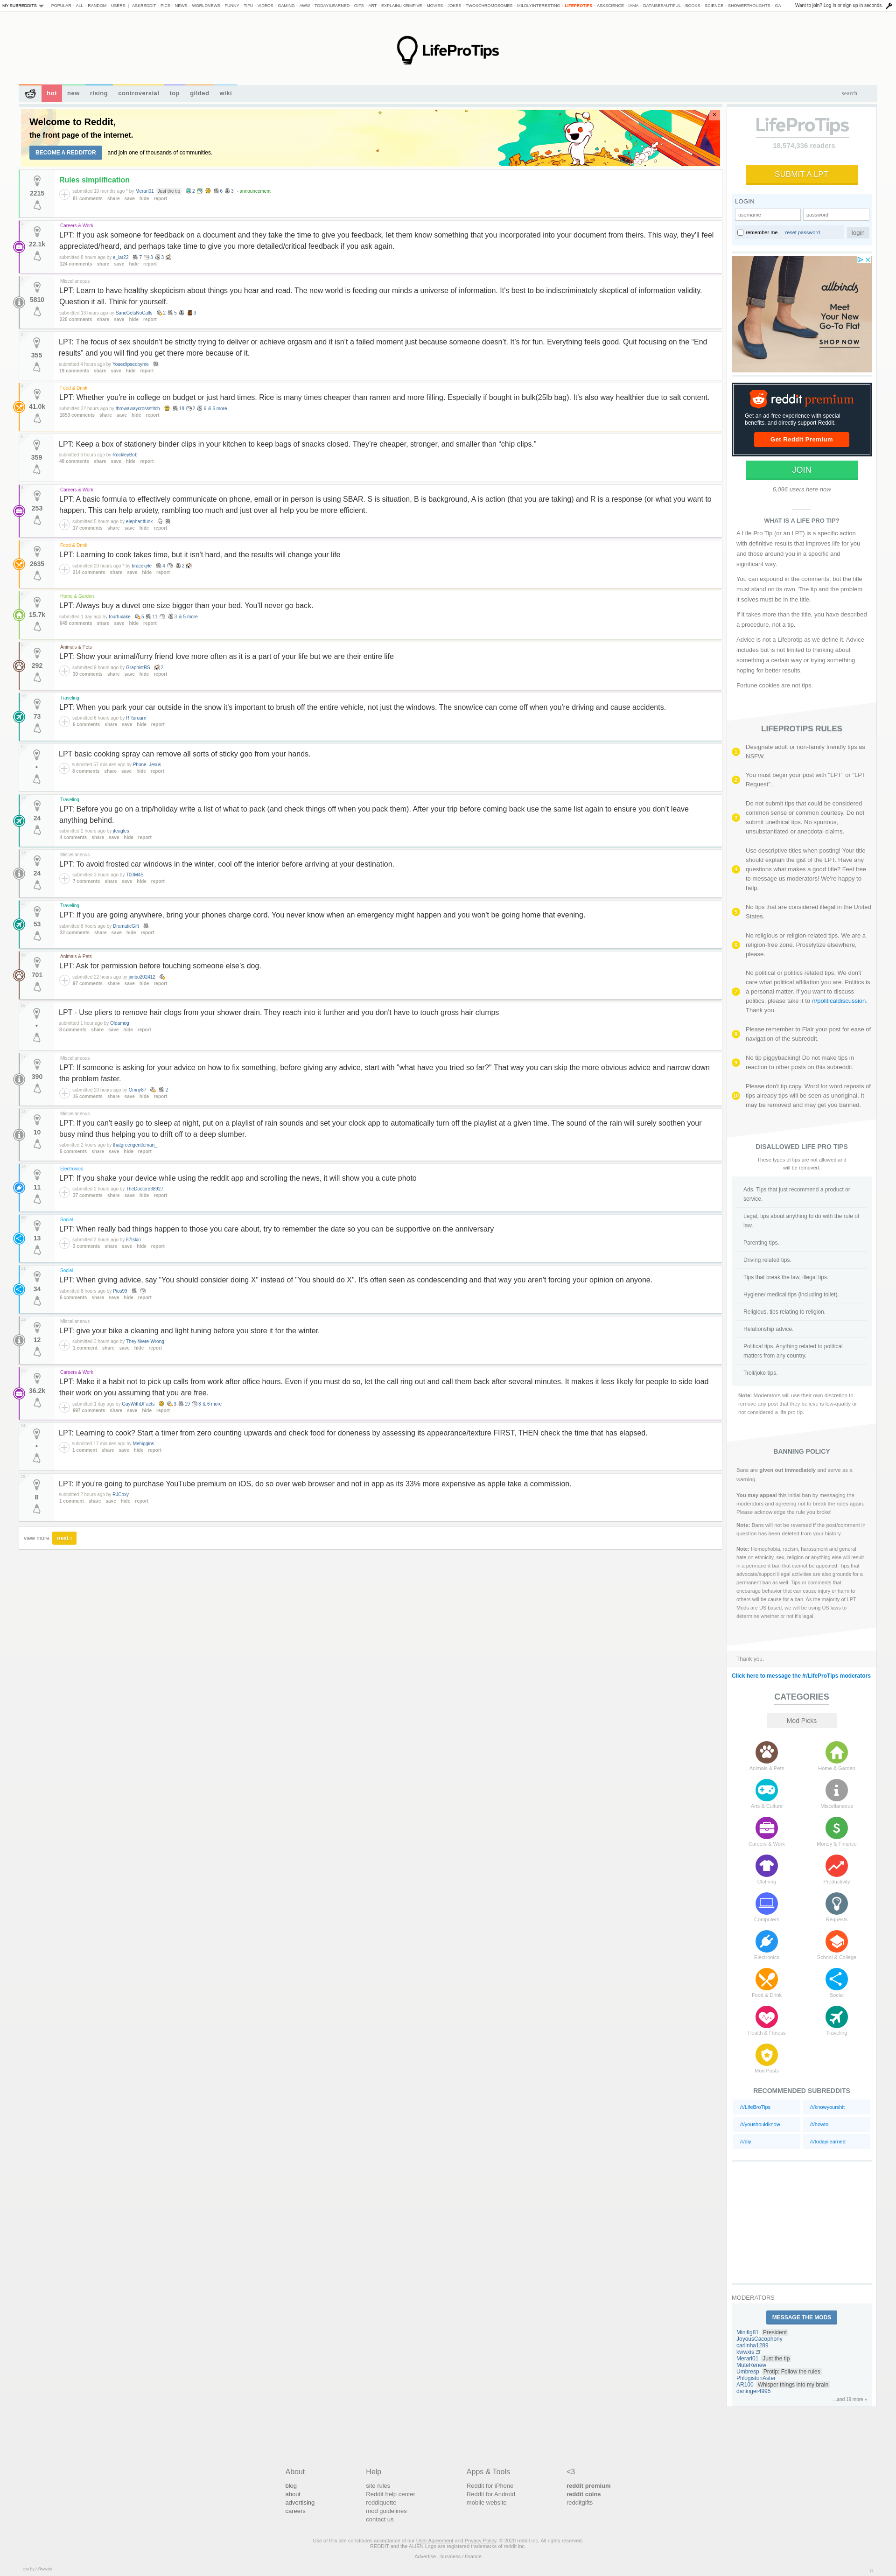 MY SUBREDDITS POPULAR - ALL - RANDOM - USERS | ASKREDDIT - PICS - NEWS - WORLDNEWS - FUNNY - TIFU - VIDEOS - GAMING - AWW - TODAYILEARNED - GIFS - ART - EXPLAINLIKEIMFIVE - MOVIES - JOKES - TWOXCHROMOSOMES - MILDLYINTERESTING - LIFEPROTIPS - ASKSCIENCE - IAMA - DATAISBEAUTIFUL - BOOKS - SCIENCE - SHOWERTHOUGHTS - GA
Want to join? Log in or sign up in seconds.
LifeProTips
hot new rising controversial top gilded wiki
search
Welcome to Reddit,
the front page of the internet.
BECOME A REDDITOR and join one of thousands of communities.
2215
Rules simplification
submitted 10 months ago * by Merari01 Just the tip 2 6 3 - announcement
81 comments share save hide report
22.1k
Careers & Work
LPT: If you ask someone for feedback on a document and they take the time to give you feedback, let them know something that you incorporated into your document from theirs. This way, they'll feel
appreciated/heard, and perhaps take time to give you more detailed/critical feedback if you ask again.
submitted 8 hours ago by e_lar22 7 3 3
124 comments share save hide report
5810
Miscellaneous
LPT: Learn to have healthy skepticism about things you hear and read. The new world is feeding our minds a universe of information. It's best to be indiscriminately skeptical of information validity.
Question it all. Think for yourself.
submitted 13 hours ago by SaricGetsNoCalls 2 5 3
220 comments share save hide report
355
LPT: The focus of sex shouldn't be strictly trying to deliver or achieve orgasm and it isn't a failed moment just because someone doesn't. It's for fun. Everything feels good. Quit focusing on the "End
results" and you will find you get there more because of it.
submitted 4 hours ago by Youeclipsedbyme
18 comments share save hide report
41.0k
Food & Drink
LPT: Whether you're in college on budget or just had times. Rice is many times cheaper than ramen and more filling. Especially if bought in bulk(25lb bag). It's also way healthier due to salt content.
submitted 22 hours ago by throwawaycrossstitch 18 2 6 & 6 more
1653 comments share save hide report
359
LPT: Keep a box of stationery binder clips in your kitchen to keep bags of snacks closed. They're cheaper, stronger, and smaller than "chip clips."
submitted 6 hours ago by RockleyBob
40 comments share save hide report
253
Careers & Work
LPT: A basic formula to effectively communicate on phone, email or in person is using SBAR. S is situation, B is background, A is action (that you are taking) and R is a response (or what you want to
happen. This can help anxiety, rambling too much and just over all help you be more efficient.
submitted 5 hours ago by elephantfunk
17 comments share save hide report
2635
Food & Drink
LPT: Learning to cook takes time, but it isn't hard, and the results will change your life
submitted 20 hours ago * by bracekyle 4 2
214 comments share save hide report
15.7k
Home & Garden
LPT: Always buy a duvet one size bigger than your bed. You'll never go back.
submitted 1 day ago by fourfusake 5 11 3 & 5 more
649 comments share save hide report
292
Animals & Pets
LPT: Show your animal/furry friend love more often as it is a part of your life but we are their entire life
submitted 9 hours ago by GraphistRS 2
39 comments share save hide report
73
Traveling
LPT: When you park your car outside in the snow it's important to brush off the entire vehicle, not just the windows. The snow/ice can come off when you're driving and cause accidents.
submitted 6 hours ago by RRuruurrr
6 comments share save hide report
•
LPT basic cooking spray can remove all sorts of sticky goo from your hands.
submitted 57 minutes ago by Phone_Jesus
8 comments share save hide report
24
Traveling
LPT: Before you go on a trip/holiday write a list of what to pack (and check things off when you pack them). After your trip before coming back use the same list again to ensure you don't leave
anything behind.
submitted 2 hours ago by jteagles
4 comments share save hide report
24
Miscellaneous
LPT: To avoid frosted car windows in the winter, cool off the interior before arriving at your destination.
submitted 3 hours ago by T00M4S
7 comments share save hide report
53
Traveling
LPT: If you are going anywhere, bring your phones charge cord. You never know when an emergency might happen and you won't be going home that evening.
submitted 8 hours ago by DramaticGift
22 comments share save hide report
701
Animals & Pets
LPT: Ask for permission before touching someone else's dog.
submitted 22 hours ago by jimbo202412
97 comments share save hide report
•
LPT - Use pliers to remove hair clogs from your shower drain. They reach into it further and you don't have to touch gross hair clumps
submitted 1 hour ago by Oldamog
8 comments share save hide report
390
Miscellaneous
LPT: If someone is asking for your advice on how to fix something, before giving any advice, start with "what have you tried so far?" That way you can skip the more obvious advice and narrow down
the problem faster.
submitted 20 hours ago by Omny87 2
16 comments share save hide report
10
Miscellaneous
LPT: If you can't easily go to sleep at night, put on a playlist of rain sounds and set your clock app to automatically turn off the playlist at a given time. The sound of the rain will surely soothen your
busy mind thus helping you to drift off to a deep slumber.
submitted 2 hours ago by thatgreengentleman_
5 comments share save hide report
11
Electronics
LPT: If you shake your device while using the reddit app and scrolling the news, it will show you a cute photo
submitted 2 hours ago by TheDoctore38927
37 comments share save hide report
13
Social
LPT: When really bad things happen to those you care about, try to remember the date so you can be supportive on the anniversary
submitted 2 hours ago by 87bikin
3 comments share save hide report
34
Social
LPT: When giving advice, say "You should consider doing X" instead of "You should do X". It's often seen as condescending and that way you aren't forcing your opinion on anyone.
submitted 8 hours ago by Pios99
6 comments share save hide report
12
Miscellaneous
LPT: give your bike a cleaning and light tuning before you store it for the winter.
submitted 3 hours ago by They-Were-Wrong
1 comment share save hide report
36.2k
Careers & Work
LPT: Make it a habit not to pick up calls from work after office hours. Even if you must do so, let the call ring out and call them back after several minutes. It makes it less likely for people to side load
their work on you assuming that you are free.
submitted 1 day ago by GuyWithDFacts 3 19 3 & 6 more
907 comments share save hide report
•
LPT: Learning to cook? Start a timer from zero counting upwards and check food for doneness by assessing its appearance/texture FIRST, THEN check the time that has elapsed.
submitted 17 minutes ago by Mehiggins
1 comment share save hide report
8
LPT: If you're going to purchase YouTube premium on iOS, do so over web browser and not in app as its 33% more expensive as apple take a commission.
submitted 2 hours ago by RJCoxy
1 comment share save hide report
view more: next ›
LifeProTips
18,574,336 readers
SUBMIT A LPT
LOGIN
username password
remember me reset password login
allbirds
Meet
Your New
Go-To Flat
SHOP NOW
reddit premium
Get an ad-free experience with special
benefits, and directly support Reddit.
Get Reddit Premium
JOIN
6,096 users here now
WHAT IS A LIFE PRO TIP?
A Life Pro Tip (or an LPT) is a specific action
with definitive results that improves life for you
and those around you in a specific and
significant way.
You can expound in the comments, but the title
must stand on its own. The tip and the problem
it solves must be in the title.
If it takes more than the title, you have described
a procedure, not a tip.
Advice is not a Lifeprotip as we define it. Advice
includes but is not limited to thinking about
something a certain way or trying something
hoping for better results.
Fortune cookies are not tips.
LIFEPROTIPS RULES
1 Designate adult or non-family friendly tips as
NSFW.
2 You must begin your post with "LPT" or "LPT
Request".
3 Do not submit tips that could be considered
common sense or common courtesy. Do not
submit unethical tips. No spurious,
unsubstantiated or anecdotal claims.
4 Use descriptive titles when posting! Your title
should explain the gist of the LPT. Have any
questions what makes a good title? Feel free
to message us moderators! We're happy to
help.
5 No tips that are considered illegal in the United
States.
6 No religious or religion-related tips. We are a
religion-free zone. Proselytize elsewhere,
please.
7 No political or politics related tips. We don't
care what political affiliation you are. Politics is
a personal matter. If you want to discuss
politics, please take it to /r/politicaldiscussion.
Thank you.
8 Please remember to Flair your post for ease of
navigation of the subreddit.
9 No tip piggybacking! Do not make tips in
reaction to other posts on this subreddit.
10 Please don't tip copy. Word for word reposts of
tips already tips will be seen as unoriginal. It
may be removed and may get you banned.
DISALLOWED LIFE PRO TIPS
These types of tips are not allowed and
will be removed.
Ads. Tips that just recommend a product or
service.
Legal, tips about anything to do with the rule of
law.
Parenting tips.
Driving related tips.
Tips that break the law, illegal tips.
Hygiene/ medical tips (including toilet).
Religious, tips relating to religion.
Relationship advice.
Political tips. Anything related to political
matters from any country.
Troll/joke tips.
Note: Moderators will use their own discretion to
remove any post that they believe is low-quality or
not considered a life pro tip.
BANNING POLICY
Bans are given out immediately and serve as a
warning.
You may appeal this initial ban by messaging the
moderators and agreeing not to break the rules again.
Please acknowledge the rule you broke!
Note: Bans will not be reversed if the post/comment in
question has been deleted from your history.
Note: Homophobia, racism, harassment and general
hate on ethnicity, sex, religion or anything else will result
in a permanent ban that cannot be appealed. Tips that
advocate/support illegal activities are also grounds for a
permanent ban as well. Tips or comments that
encourage behavior that can cause injury or harm to
others will be cause for a ban. As the majority of LPT
Mods are US based, we will be using US laws to
determine whether or not it's legal.
Thank you.
Click here to message the /r/LifeProTips moderators
CATEGORIES
Mod Picks
Animals & Pets Home & Garden
Arts & Culture Miscellaneous
Careers & Work Money & Finance
Clothing Productivity
Computers Requests
Electronics School & College
Food & Drink Social
Health & Fitness Traveling
Mod Posts
RECOMMENDED SUBREDDITS
/r/LifeBroTips /r/knowyourshit
/r/youshouldknow /r/howto
/r/diy /r/todayilearned
MODERATORS
MESSAGE THE MODS
Minifig81 President
JoyousCacophony
carlinha1289
kwwxis
Merari01 Just the tip
MuteRenew
Umbresp Protip: Follow the rules
PhlogistonAster
AR100 Whisper things into my brain
daninger4995
...and 19 more »
About Help Apps & Tools <3
blog site rules Reddit for iPhone reddit premium
about Reddit help center Reddit for Android reddit coins
advertising reddiquette mobile website redditgifts
careers mod guidelines
contact us
Use of this site constitutes acceptance of our User Agreement and Privacy Policy. © 2020 reddit inc. All rights reserved.
REDDIT and the ALIEN Logo are registered trademarks of reddit inc.
Advertise - business / finance
π